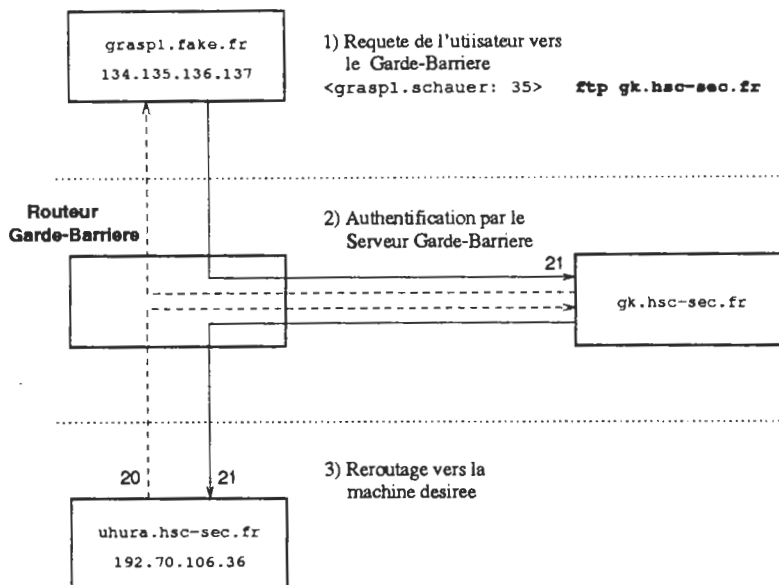 grasp1.fake.fr
134.135.136.137
1) Requete de l'utiisateur vers
le Garde-Barriere
<grasp1.schauer: 35> ftp gk.hsc-sec.fr
Routeur
Garde-Barriere
2) Authentification par le
Serveur Garde-Barriere
21
gk.hsc-sec.fr
20
21
3) Reroutage vers la
machine desiree
uhura.hsc-sec.fr
192.70.106.36